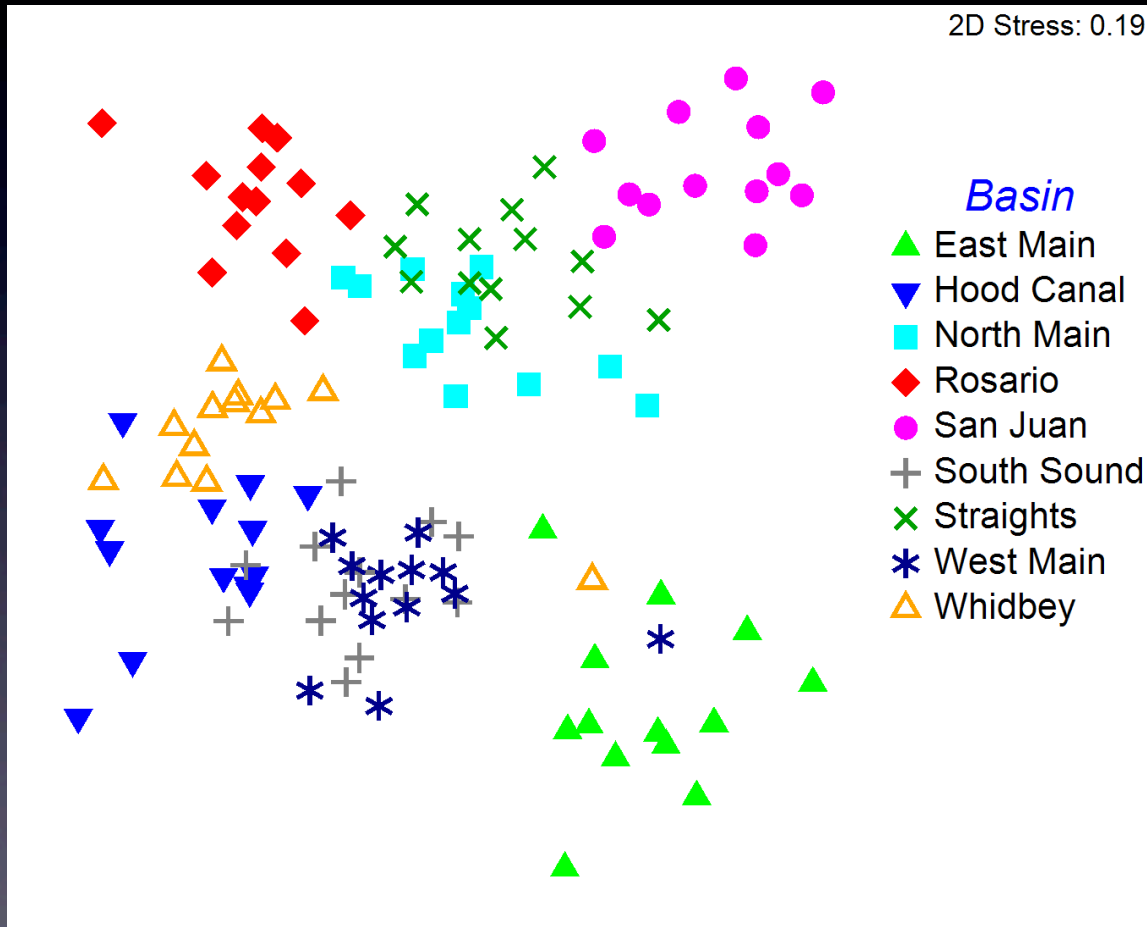 2D Stress: 0.19
Basin
East Main
Hood Canal
North Main
Rosario
San Juan
South Sound
Straights
West Main
Whidbey